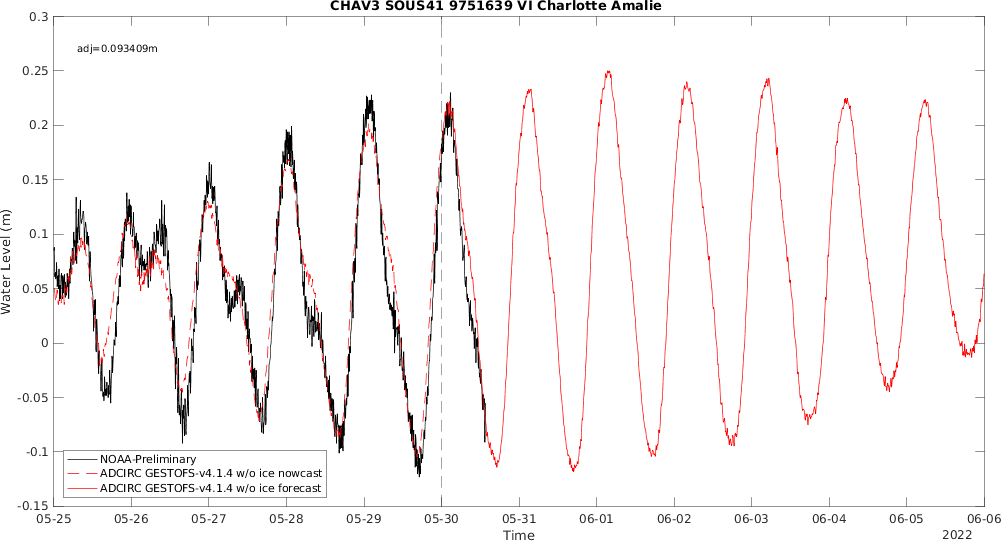 CHAV3 SOUS41 9751639 VI Charlotte Amalie
adj=0.093409m
Water Level (m)
0.3
0.25
0.2
0.15
0.1
0.05
0
-0.05
-0.1
-0.15
NOAA-Preliminary
ADCIRC GESTOFS-v4.1.4 w/o ice nowcast
ADCIRC GESTOFS-v4.1.4 w/o ice forecast
05-25 05-26 05-27 05-28 05-29 05-30 05-31 06-01 06-02 06-03 06-04 06-05 06-06
Time
2022